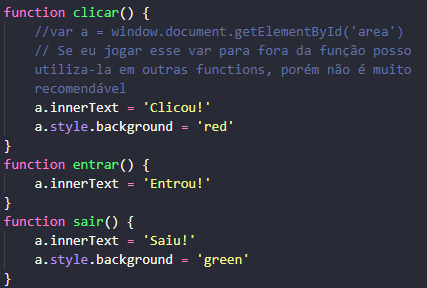 function clicar() {
//var a = window.document.getElementById('area')
// Se eu jogar esse var para fora da função posso
utiliza-la em outras functions, porém não é muito
recomendável
a.innerText = 'Clicou!'
a.style.background = 'red'
}
function entrar() {
a.innerText = 'Entrou!'
}
function sair() {
a.innerText = 'Saiu!'
a.style.background = 'green'
}